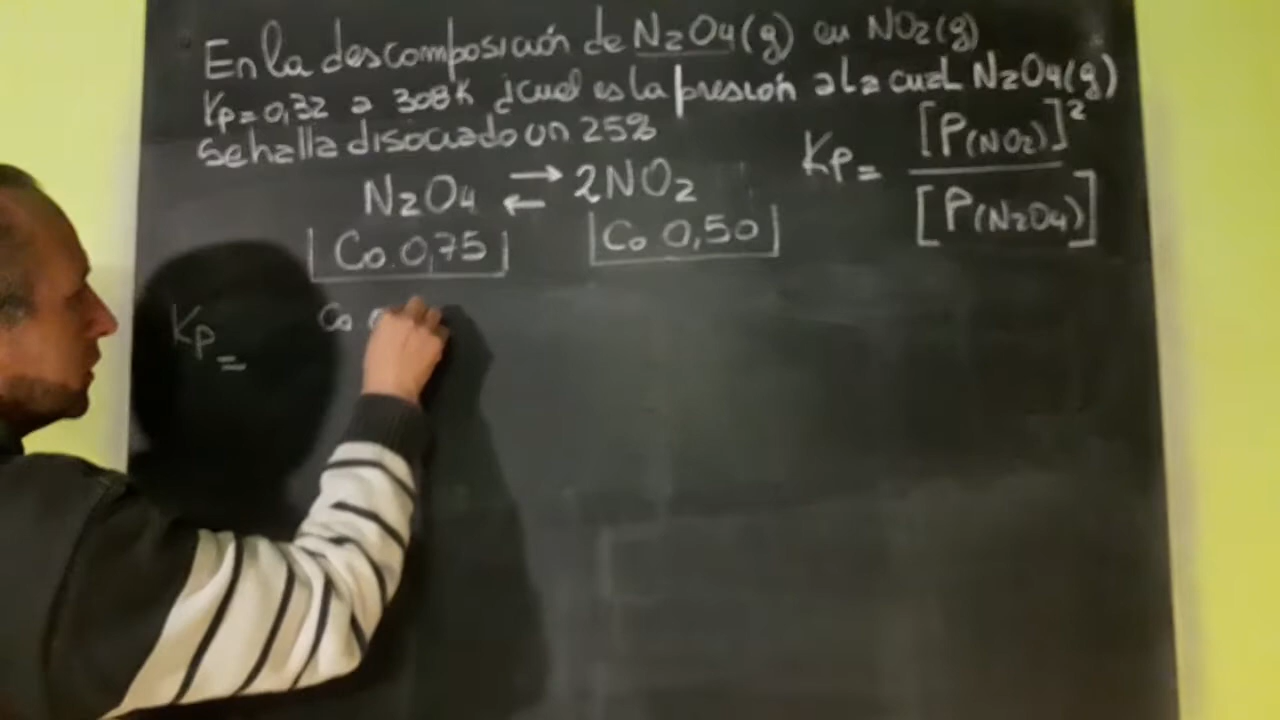 En la descomposición de N₂O₄(g) en NO₂(g)
Kp=0,32 a 308K ¿cual es la presión a la cual N₂O₄(g)
se halla disociado un 25%
N₂O₄ ⇄ 2NO₂
Co 0,75
Co 0,50
Kp = [P(NO₂)]² / [P(N₂O₄)]
Kp =
Co